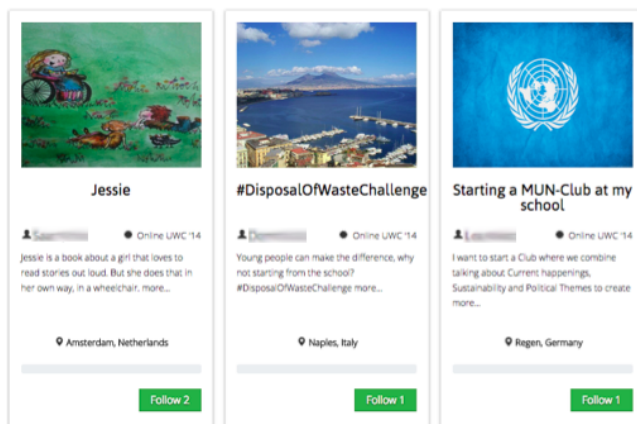 Jessie
Online UWC '14
Jessie is a book about a girl that loves to
read stories out loud. But she does that in
her own way, in a wheelchair. more...
Amsterdam, Netherlands
Follow 2
#DisposalOfWasteChallenge
Online UWC '14
Young people can make the difference, why
not starting from the school?
#DisposalOfWasteChallenge more...
Naples, Italy
Follow 1
Starting a MUN-Club at my
school
Online UWC '14
I want to start a Club where we combine
talking about Current happenings,
Sustainability and Political Themes to create
more...
Regen, Germany
Follow 1